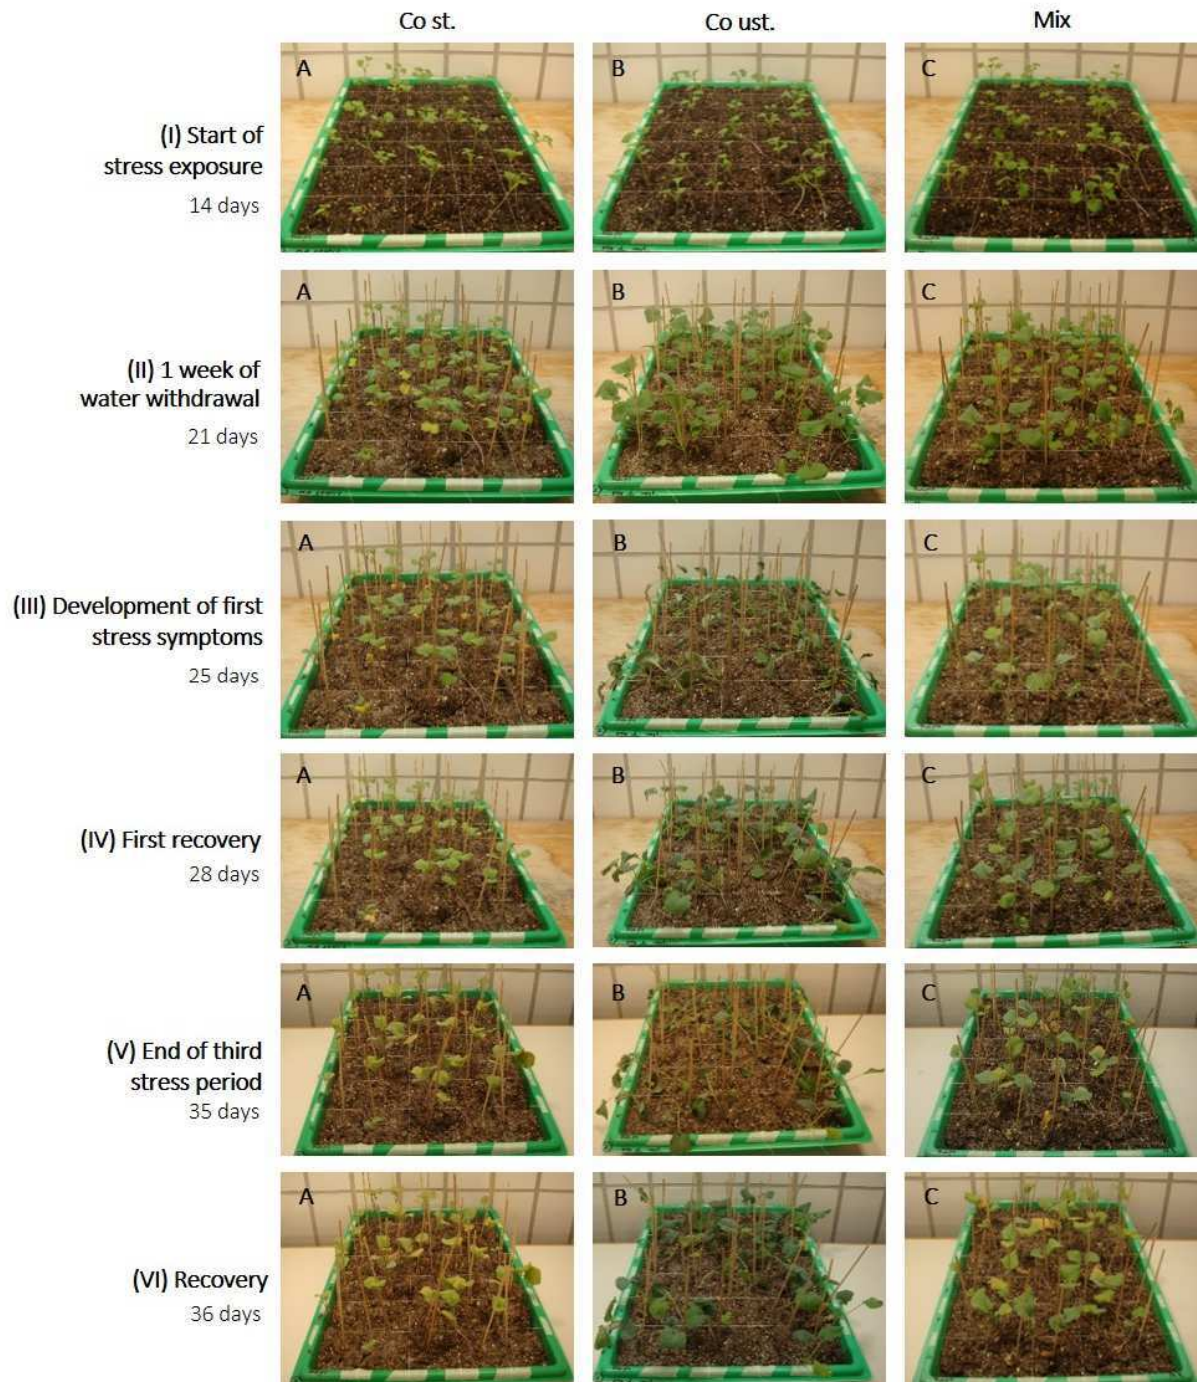 Co st. Co ust. Mix
A B C
(I) Start of
stress exposure
14 days
A B C
(II) 1 week of
water withdrawal
21 days
A B C
(III) Development of first
stress symptoms
25 days
A B C
(IV) First recovery
28 days
A B C
(V) End of third
stress period
35 days
A B C
(VI) Recovery
36 days